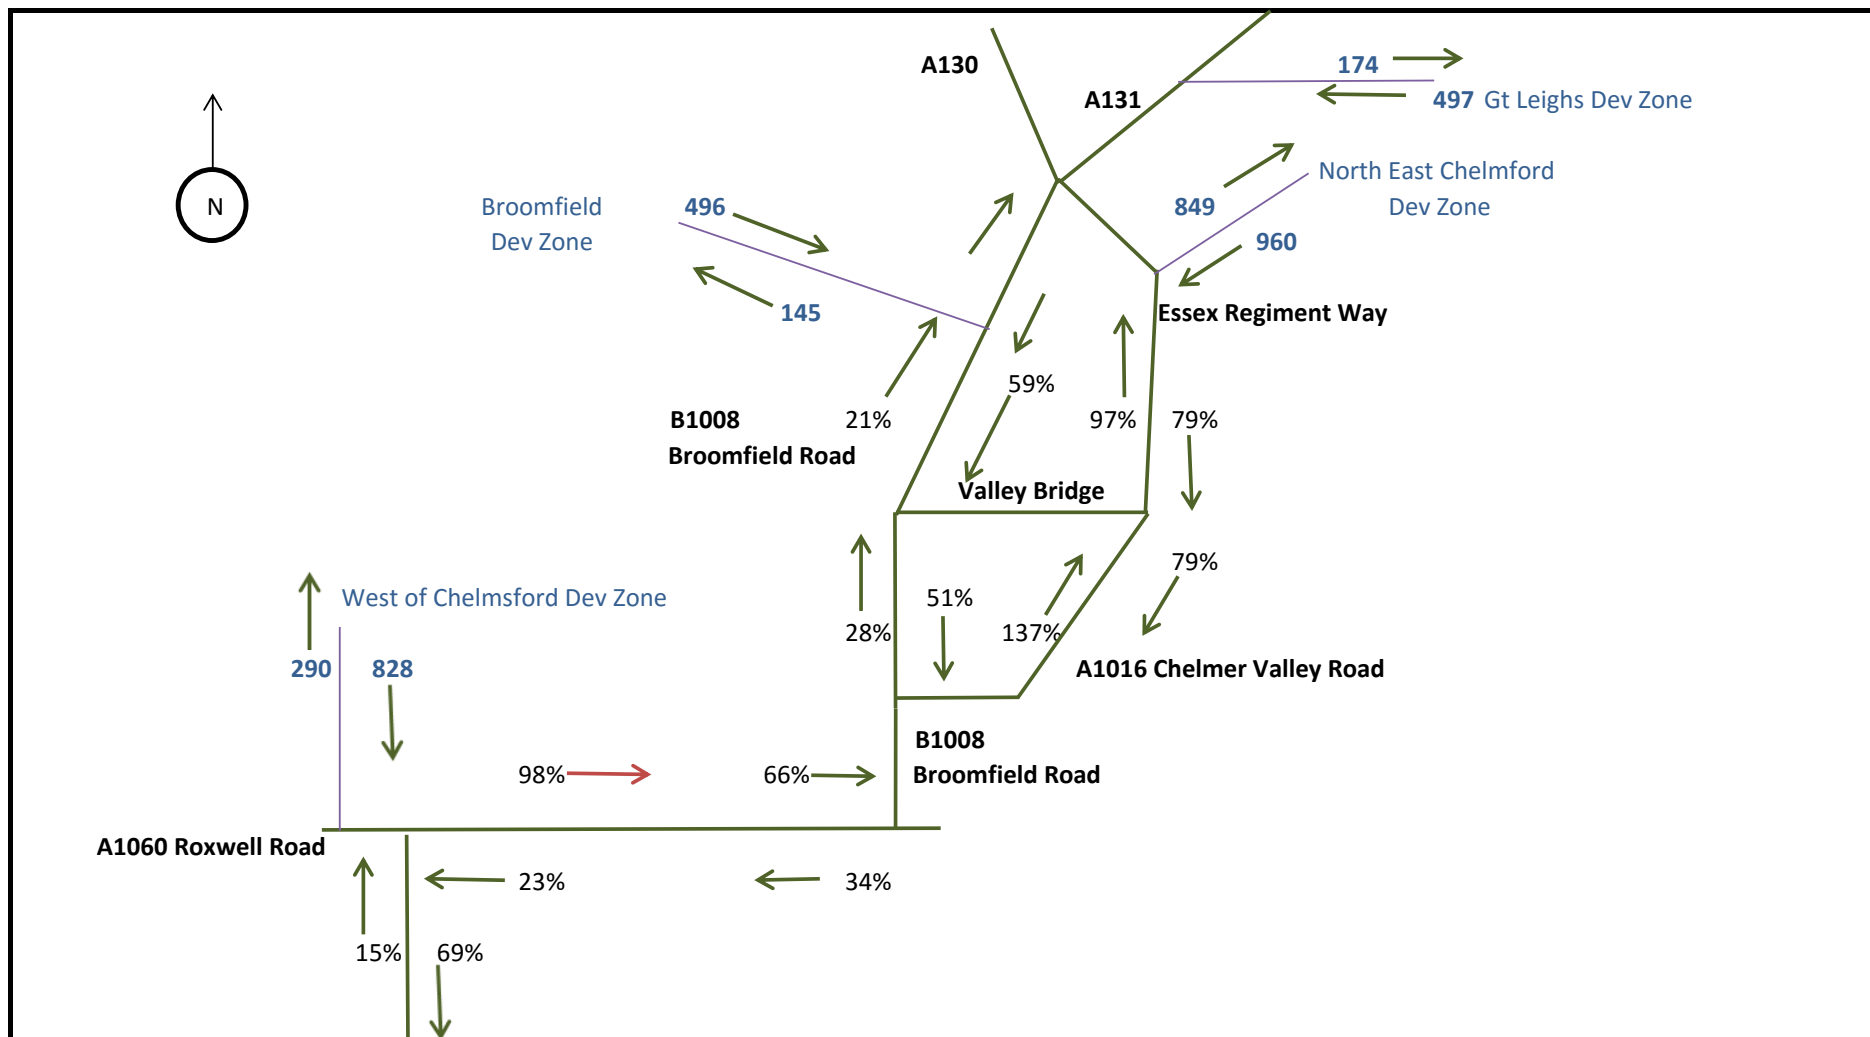 A130
174
A131
497 Gt Leighs Dev Zone
N
Broomfield
Dev Zone
496
145
North East Chelmford
Dev Zone
849
960
Essex Regiment Way
59%
B1008
Broomfield Road
21%
97%
79%
Valley Bridge
79%
West of Chelmsford Dev Zone
51%
28%
137%
290
828
A1016 Chelmer Valley Road
B1008
Broomfield Road
98%
66%
A1060 Roxwell Road
23%
34%
15%
69%